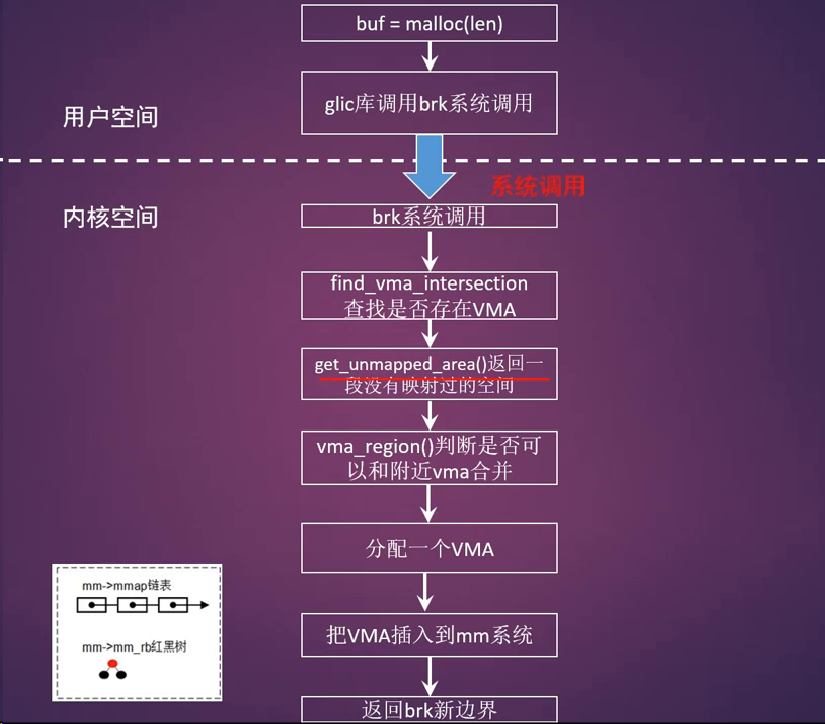 buf = malloc(len)
glic库调用brk系统调用
用户空间
系统调用
内核空间
brk系统调用
find_vma_intersection
查找是否存在VMA
get_unmapped_area()返回一
段没有映射过的空间
vma_region()判断是否可
以和附近vma合并
分配一个VMA
mm->mmap链表
把VMA插入到mm系统
mm->mm_rb红黑树
返回brk新边界